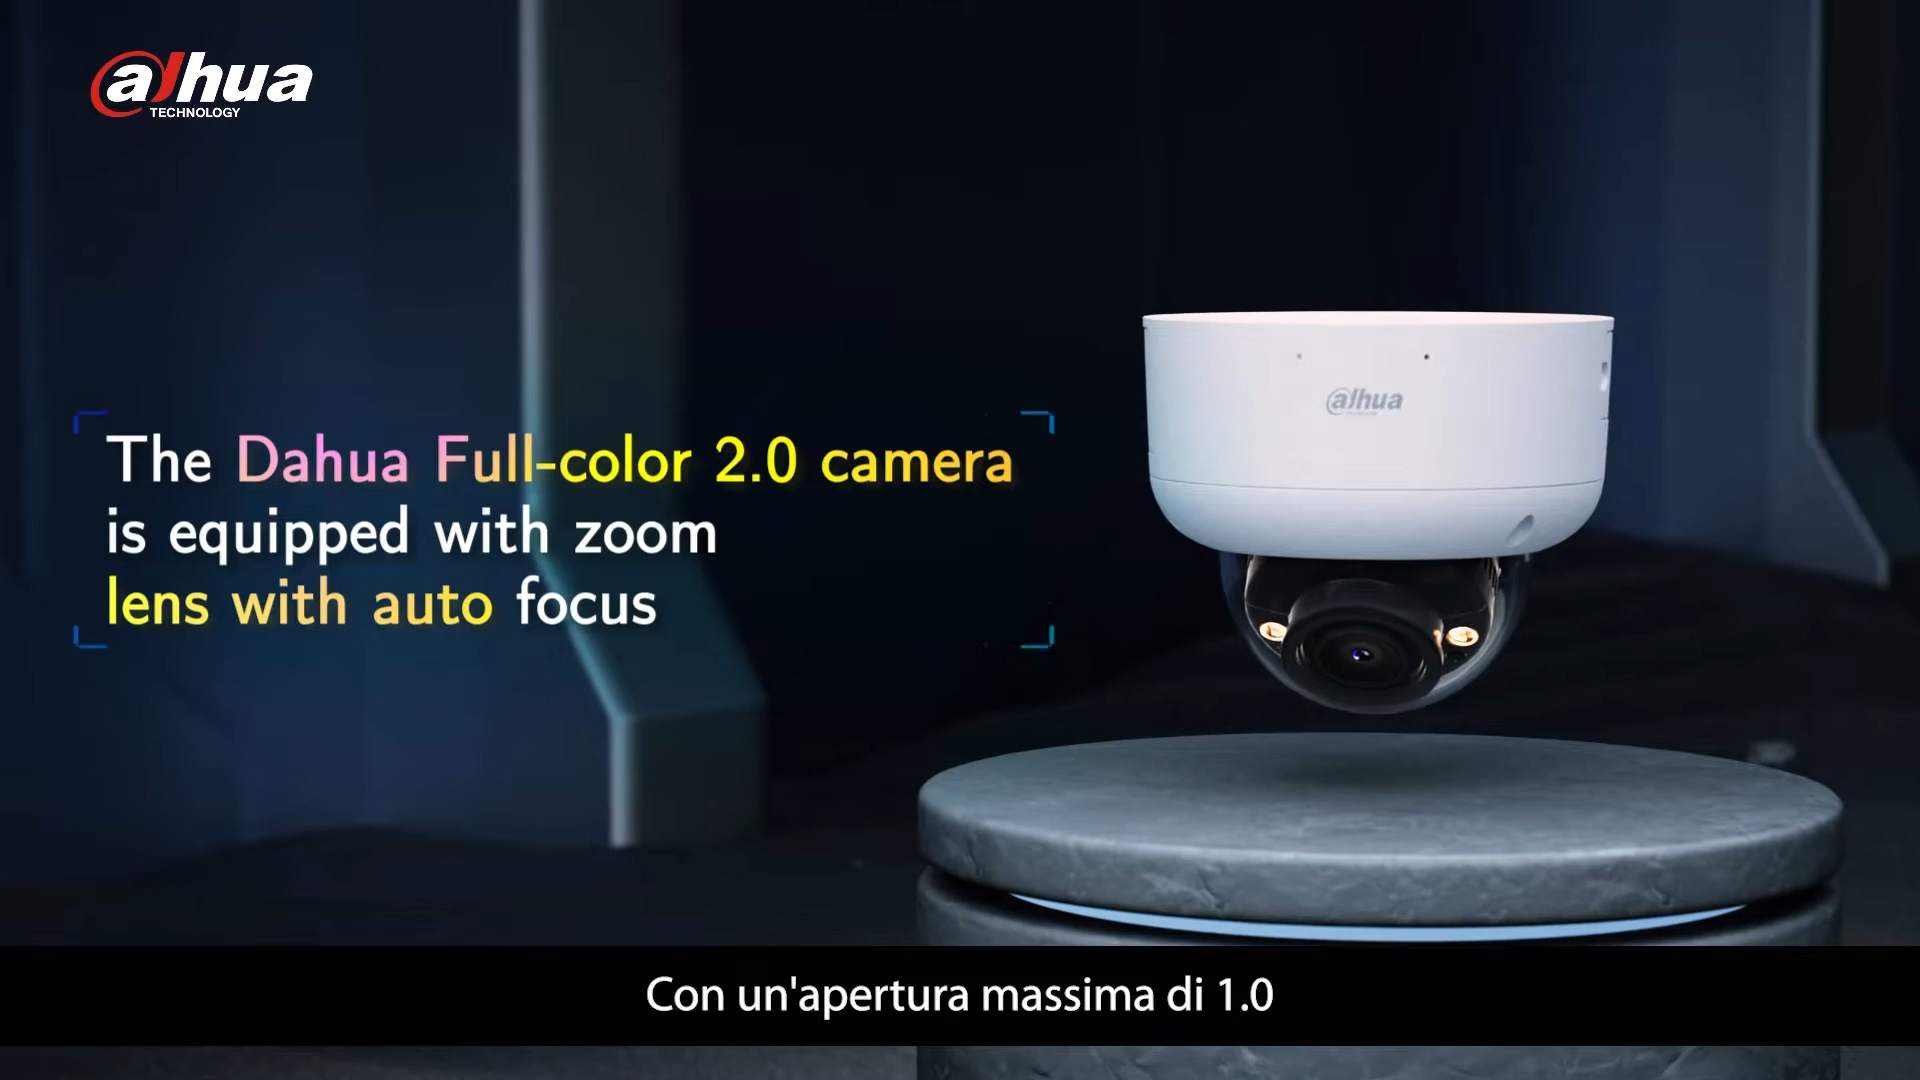 alhua
TECHNOLOGY
alhua
The Dahua Full-color 2.0 camera
is equipped with zoom
lens with auto focus
Con un'apertura massima di 1.0